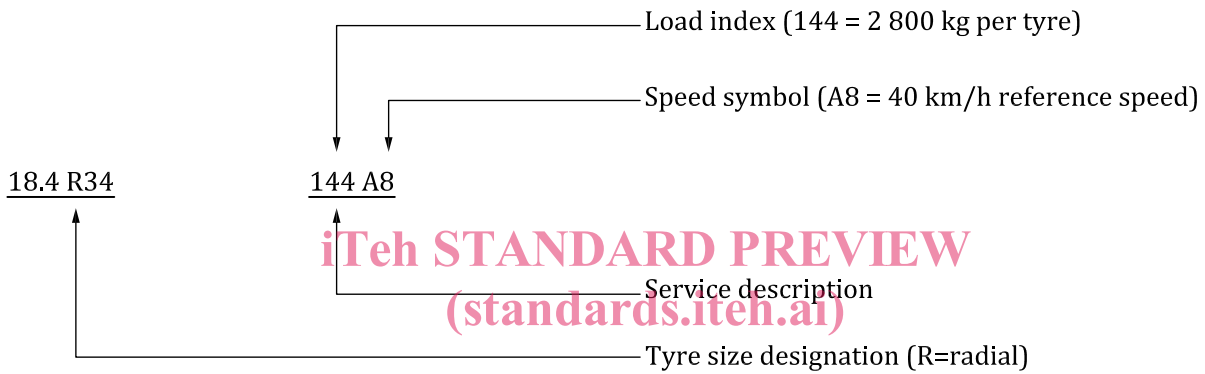 Load index (144 = 2 800 kg per tyre)
Speed symbol (A8 = 40 km/h reference speed)
18.4 R34 144 A8
iTeh STANDARD PREVIEW
Service description
(standards.iteh.ai)
Tyre size designation (R=radial)